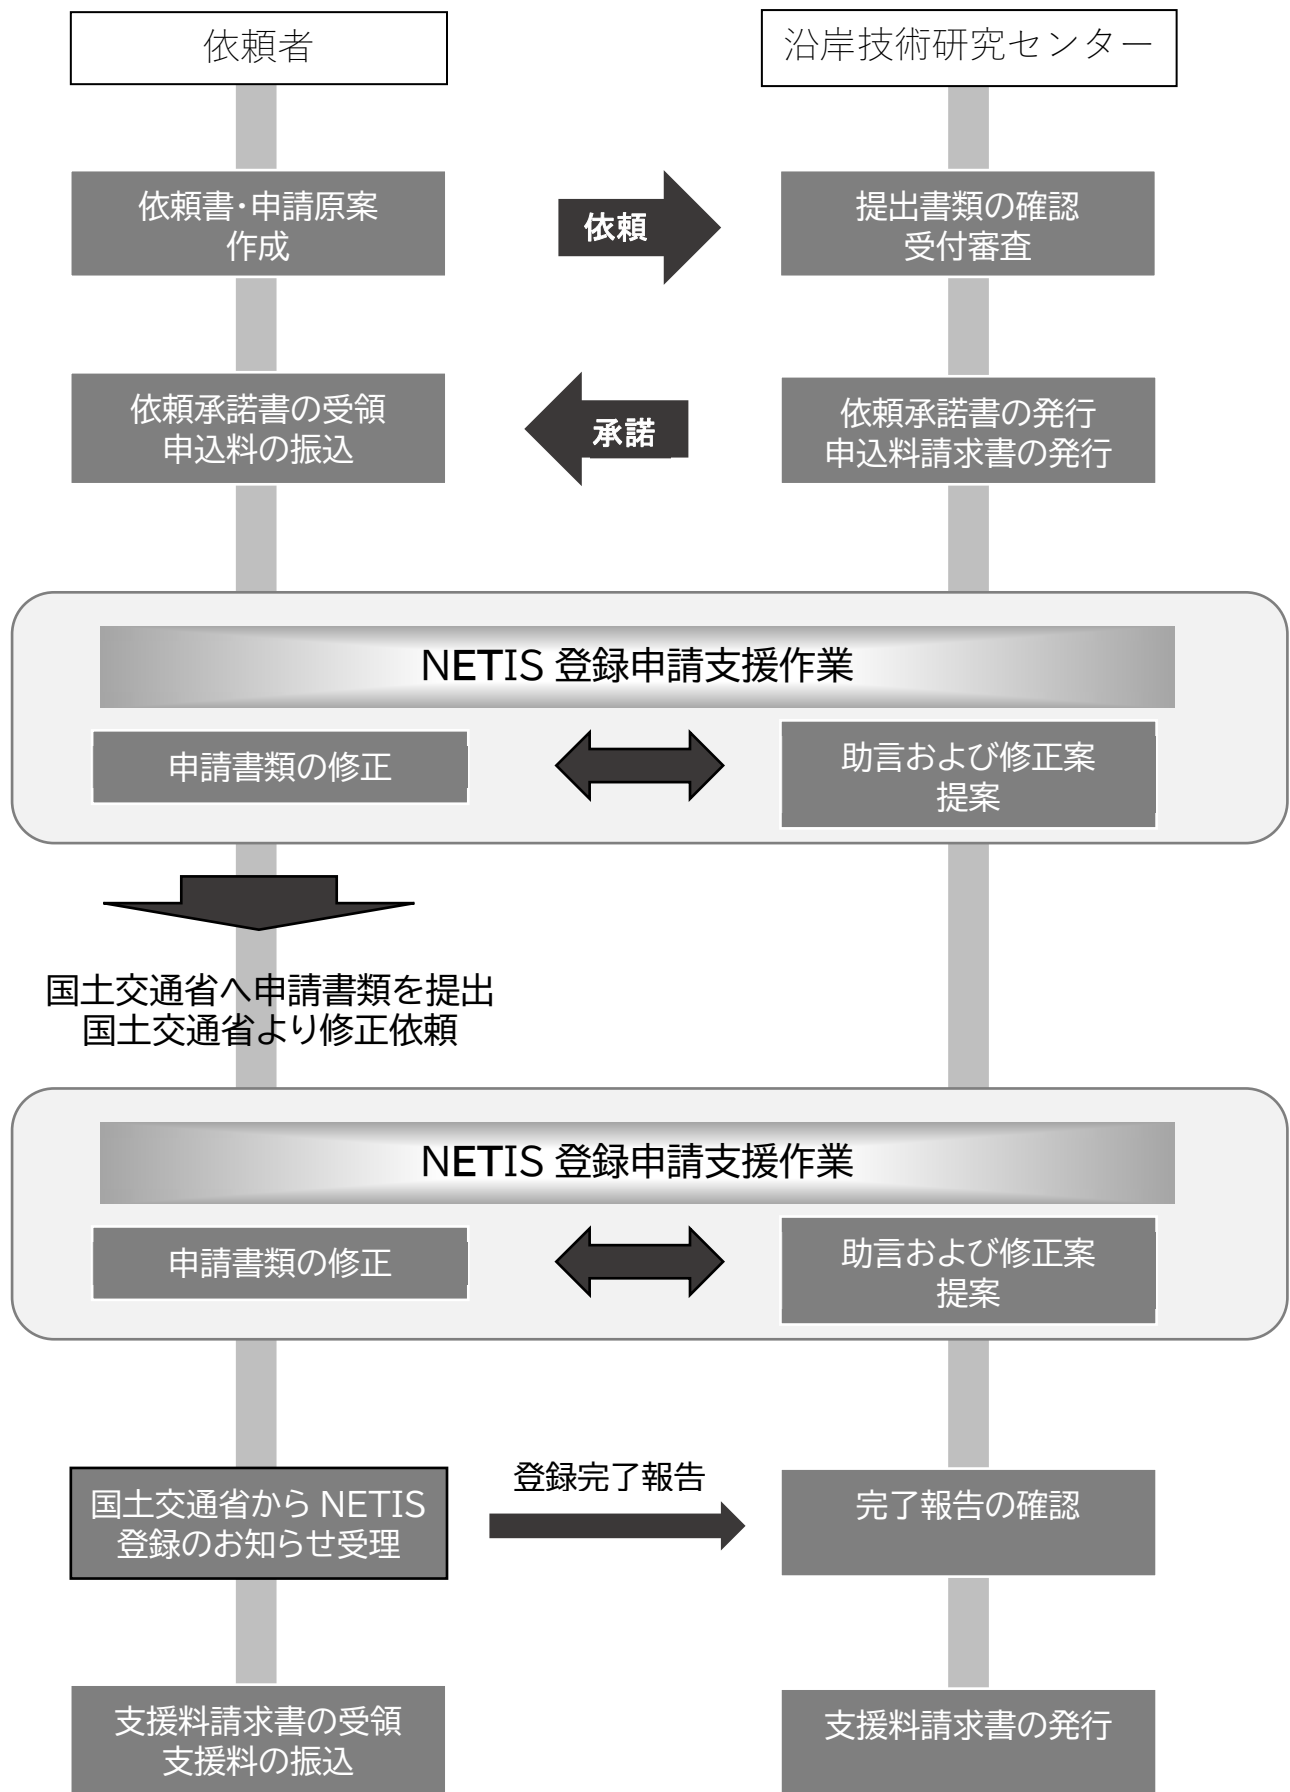 依頼者
沿岸技術研究センター
依頼書・申請原案
作成
依頼
提出書類の確認
受付審査
依頼承諾書の受領
申込料の振込
承諾
依頼承諾書の発行
申込料請求書の発行
NETIS 登録申請支援作業
申請書類の修正
助言および修正案
提案
国土交通省へ申請書類を提出
国土交通省より修正依頼
NETIS 登録申請支援作業
申請書類の修正
助言および修正案
提案
国土交通省から NETIS
登録のお知らせ受理
登録完了報告
完了報告の確認
支援料請求書の受領
支援料の振込
支援料請求書の発行